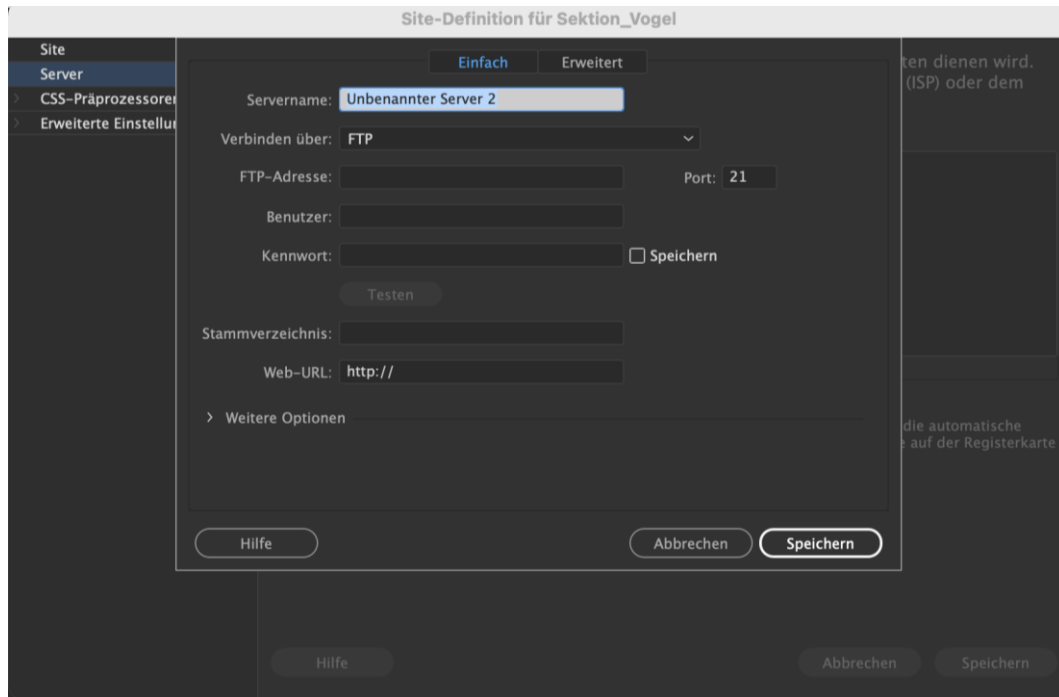 Site-Definition für Sektion_Vogel
Site
Server
CSS-Präprozessoren
Erweiterte Einstellun
ten dienen wird.
(ISP) oder dem
Einfach Erweitert
Servername: Unbenannter Server 2
Verbinden über: FTP
FTP-Adresse: Port: 21
Benutzer:
Kennwort: Speichern
Testen
Stammverzeichnis:
Web-URL: http://
Weitere Optionen
die automatische
auf der Registerkarte
Hilfe Abbrechen Speichern
Hilfe Abbrechen Speichern